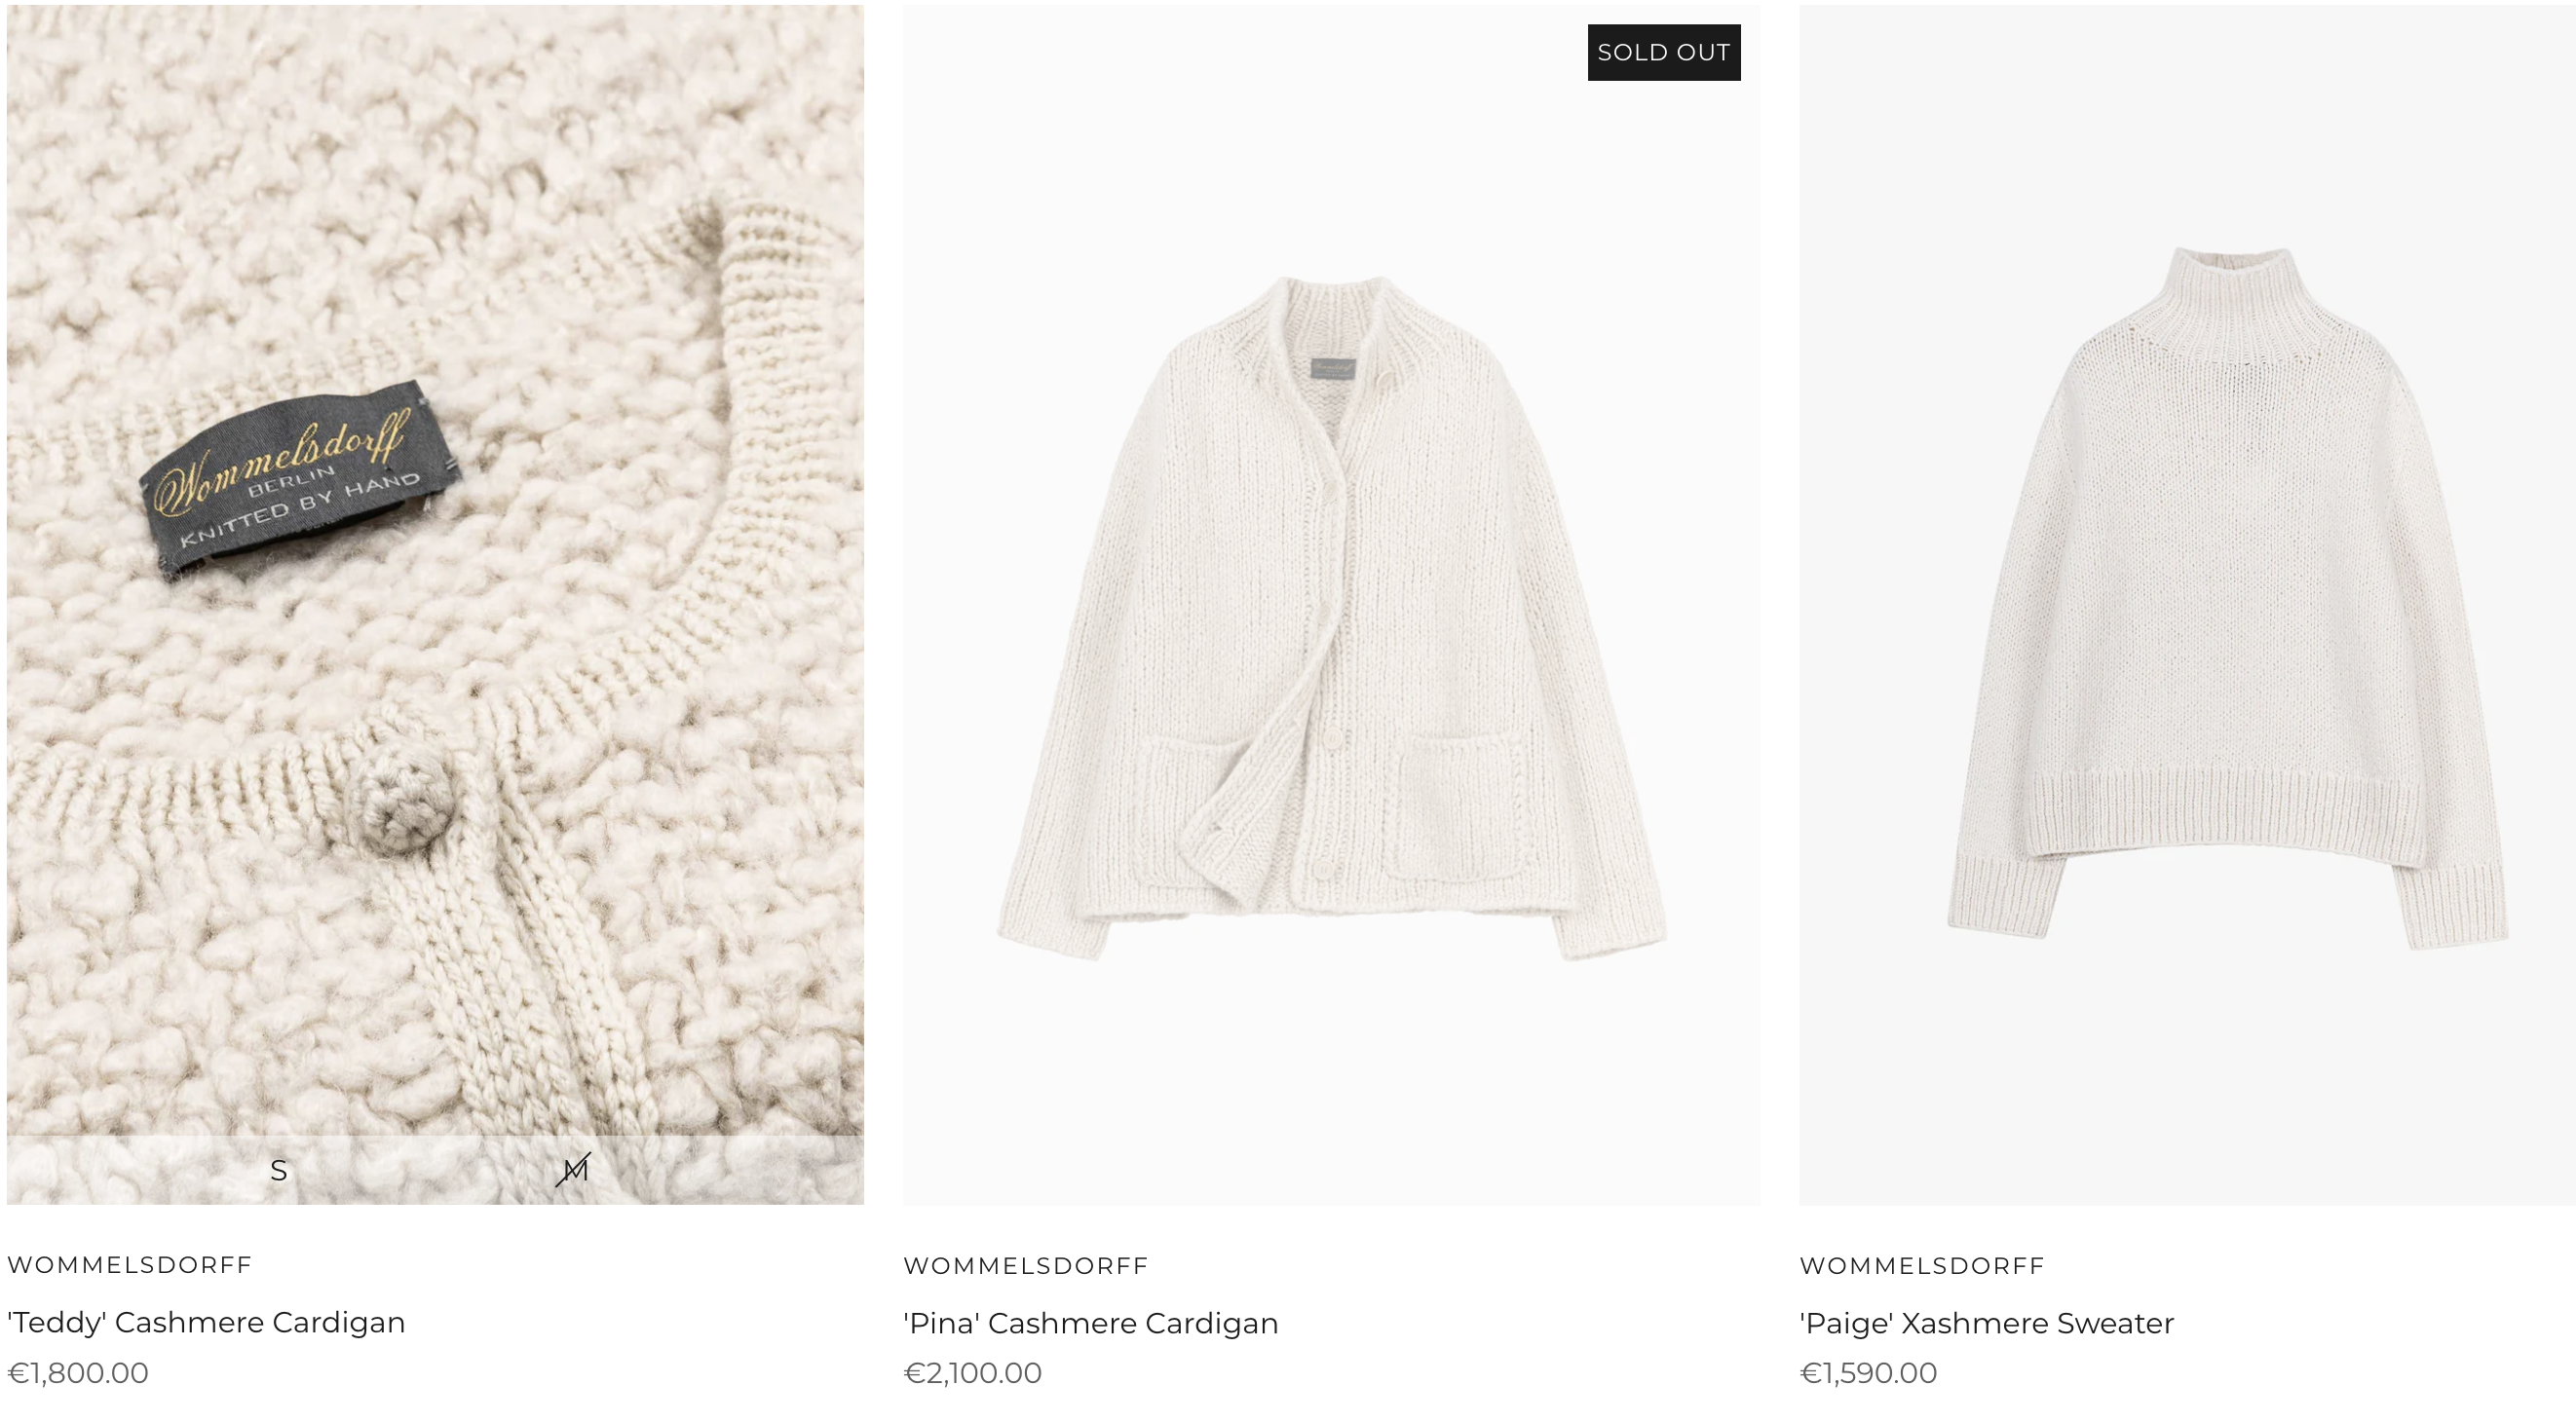 Wommelsdorff
BERLIN
KNITTED BY HAND
S
M
SOLD OUT
WOMMELSDORFF
'Teddy' Cashmere Cardigan
€1,800.00
WOMMELSDORFF
'Pina' Cashmere Cardigan
€2,100.00
WOMMELSDORFF
'Paige' Xashmere Sweater
€1,590.00